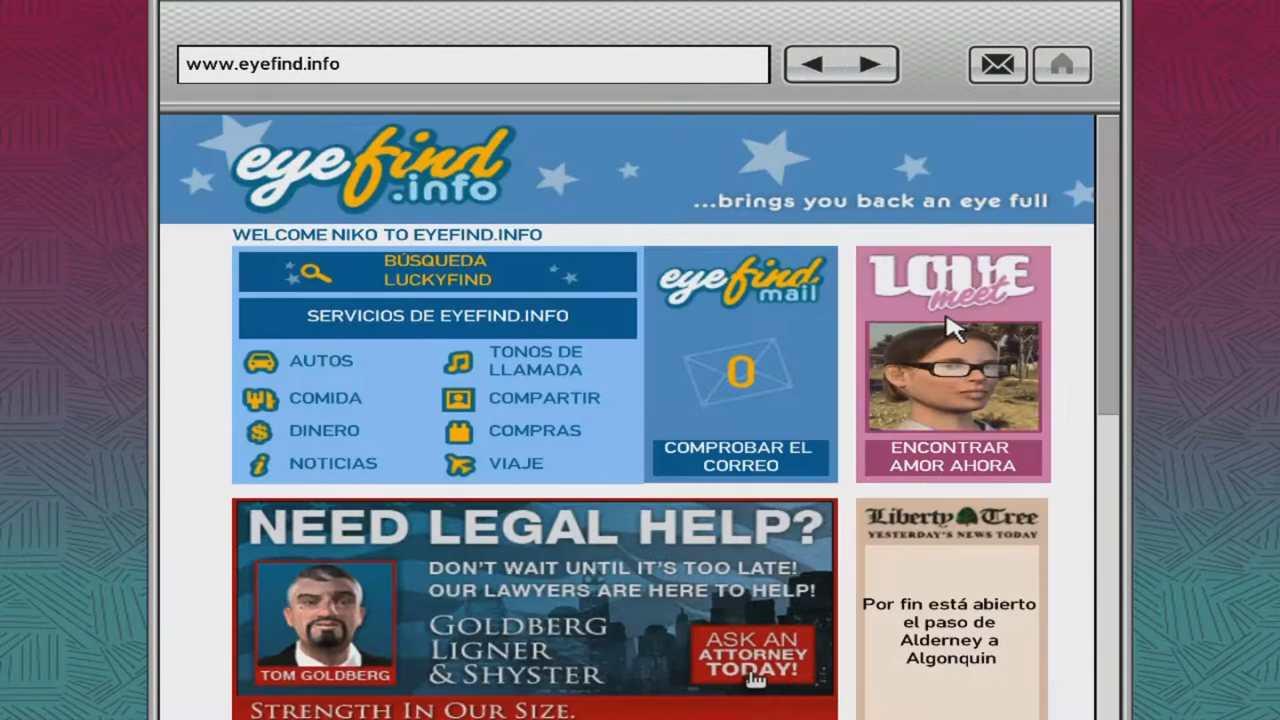 www.eyefind.info
eyefind
.info
...brings you back an eye full
WELCOME NIKO TO EYEFIND.INFO
BÚSQUEDA
LUCKYFIND
SERVICIOS DE EYEFIND.INFO
AUTOS
COMIDA
DINERO
NOTICIAS
TONOS DE
LLAMADA
COMPARTIR
COMPRAS
VIAJE
eyefind
mail
0
COMPROBAR EL
CORREO
LOVE
meet
ENCONTRAR
AMOR AHORA
NEED LEGAL HELP?
DON'T WAIT UNTIL IT'S TOO LATE!
OUR LAWYERS ARE HERE TO HELP!
GOLDBERG
LIGNER
& SHYSTER
TOM GOLDBERG
ASK AN
ATTORNEY
TODAY!
STRENGTH IN OUR SIZE.
Liberty Tree
YESTERDAY'S NEWS TODAY
Por fin está abierto
el paso de
Alderney a
Algonquin